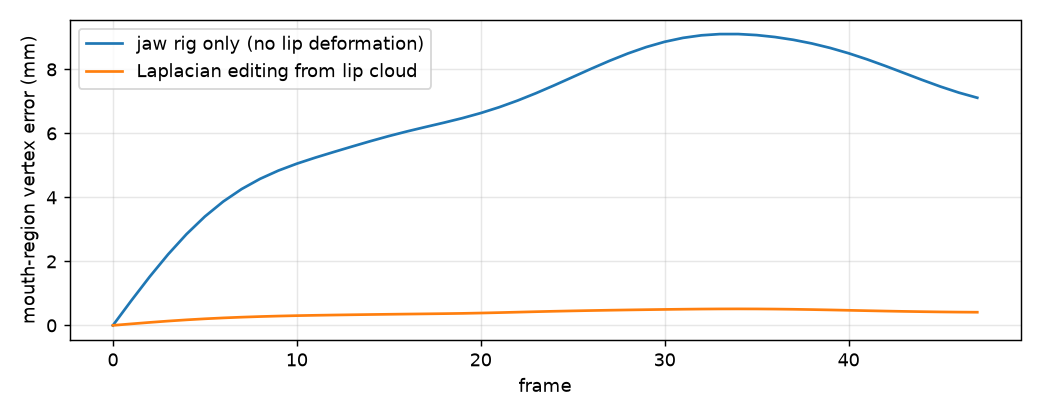 jaw rig only (no lip deformation)
Laplacian editing from lip cloud
mouth-region vertex error (mm)
8
6
4
2
0
0 10 20 30 40
frame